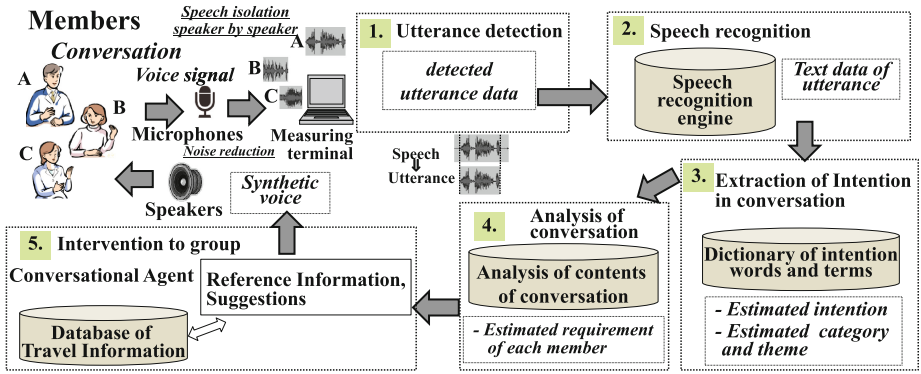 Members
Conversation
A
B
C
Speech isolation
speaker by speaker
Voice signal
Microphones
Noise reduction
A
B
C
Measuring
terminal
Speakers
Synthetic
voice
1. Utterance detection
detected
utterance data
Speech
⇓
Utterance
2. Speech recognition
Speech
recognition
engine
Text data of
utterance
3. Extraction of Intention
in conversation
Dictionary of intention
words and terms
- Estimated intention
- Estimated category
and theme
4. Analysis of
conversation
Analysis of contents
of conversation
- Estimated requirement
of each member
5. Intervention to group
Conversational Agent
Reference Information,
Suggestions
Database of
Travel Information